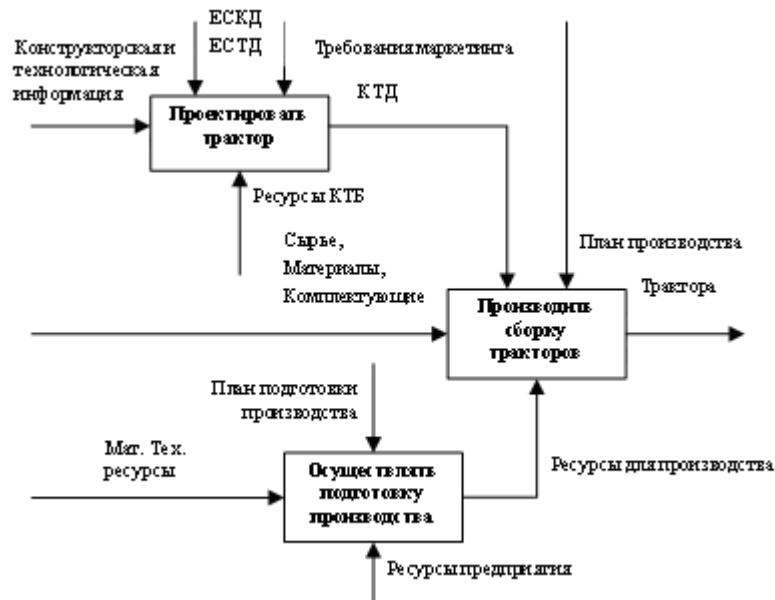 ЕСКД
ЕСТД
Конструкторская и
технологическая
информация
Требования маркетинга
КТД
Проектировать
трактор
Ресурсы КТБ
Сырье,
Материалы,
Комплектующие
План производства
Трактора
Производить
сборку
тракторов
План подготовки
производства
Мат. Тех.
ресурсы
Осуществлять
подготовку
производства
Ресурсы для производства
Ресурсы предприятия